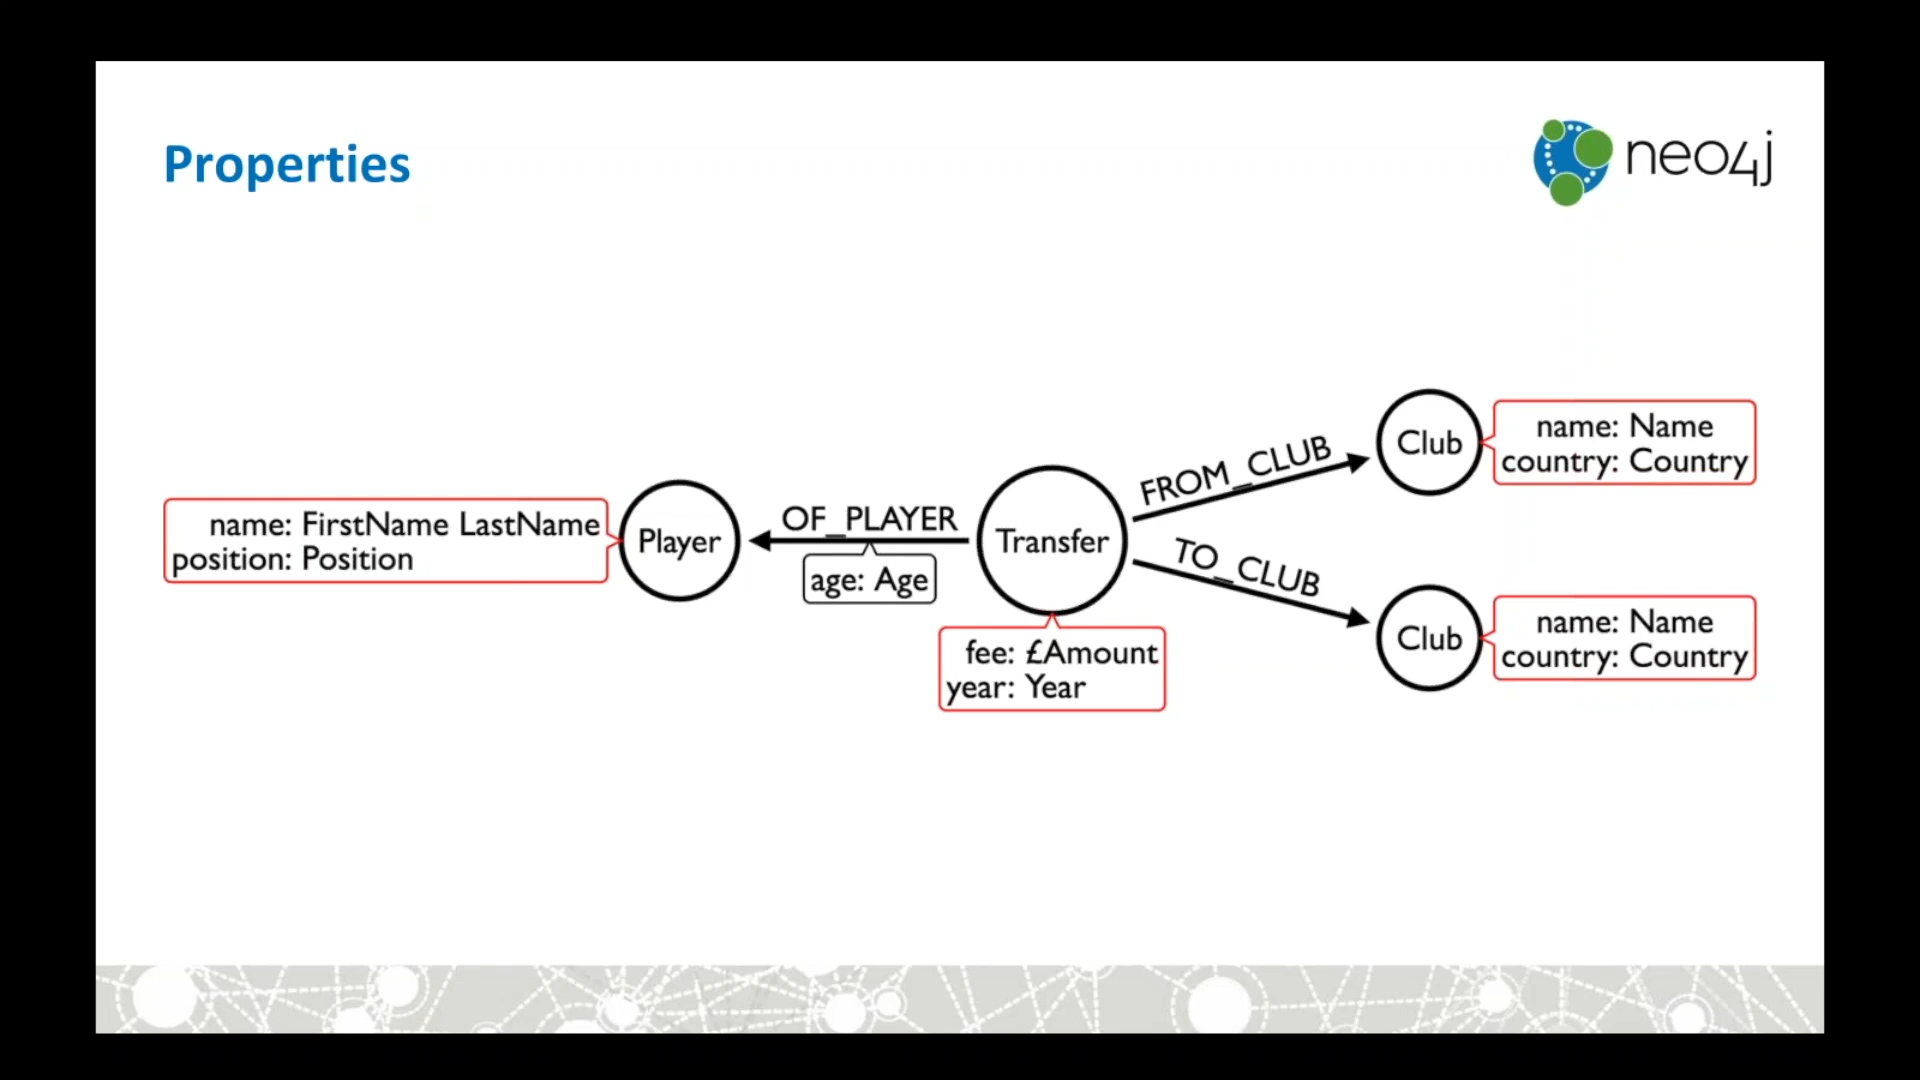 Properties
neo4j
name: FirstName LastName
position: Position
Player
OF_PLAYER
age: Age
Transfer
fee: £Amount
year: Year
FROM_CLUB
Club
name: Name
country: Country
TO_CLUB
Club
name: Name
country: Country